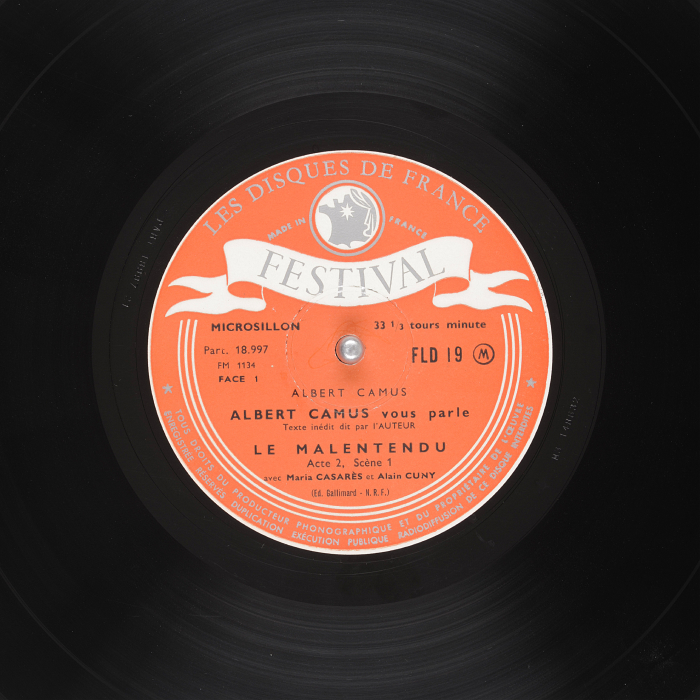 LES DISQUES DE FRANCE
MADE IN FRANCE
FESTIVAL
MICROSILLON
33 1/3 tours minute
Part. 18.997
FLD 19 M
FM 1134
FACE 1
ALBERT CAMUS
ALBERT CAMUS vous parle
Texte inédit dit par l'AUTEUR
LE MALENTENDU
Acte 2, Scène 1
avec Maria CASARÈS et Alain CUNY
(Ed. Gallimard - N.R.F.)
TOUS DROITS DU PRODUCTEUR PHONOGRAPHIQUE ET DU PROPRIÉTAIRE DE L'ŒUVRE
ENREGISTRÉE RÉSERVÉS DUPLICATION EXÉCUTION PUBLIQUE RADIODIFFUSION DE CE DISQUE INTERDITES